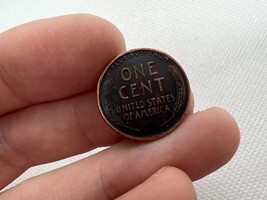 ONE
CENT
UNITED STATES
OF AMERICA